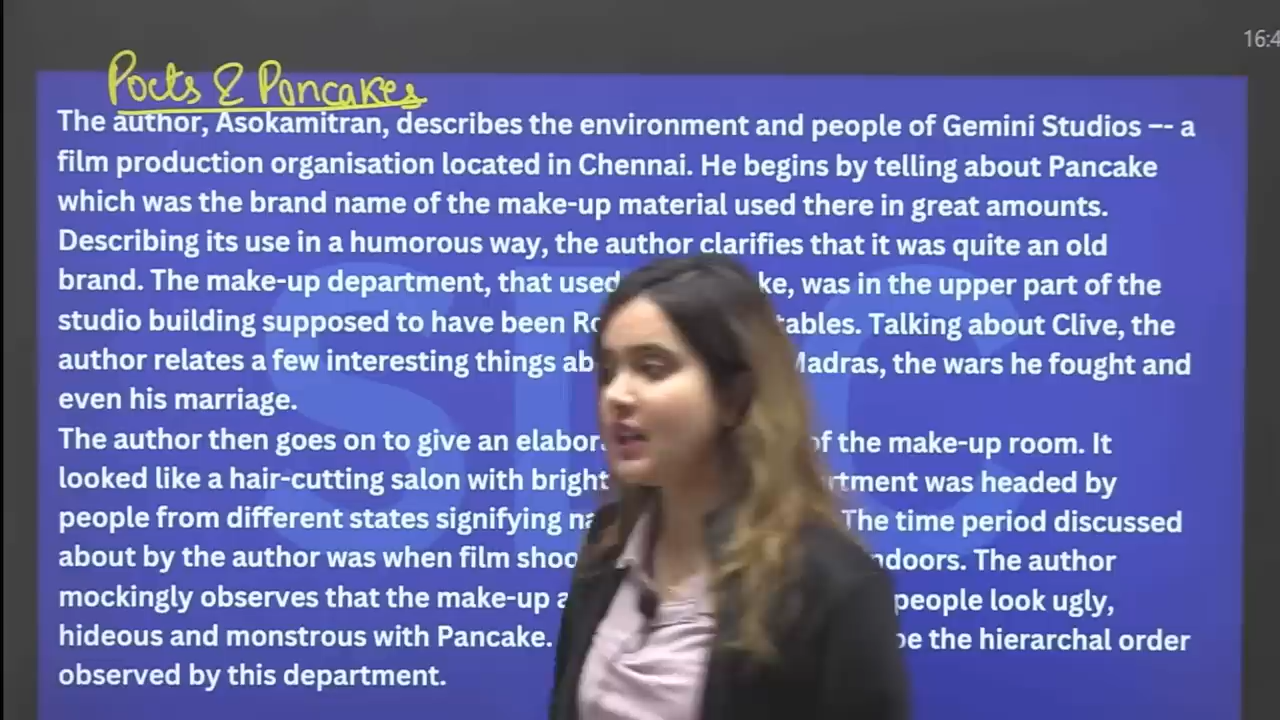 16:4
Poets & Pancakes
The author, Asokamitran, describes the environment and people of Gemini Studios –- a
film production organisation located in Chennai. He begins by telling about Pancake
which was the brand name of the make-up material used there in great amounts.
Describing its use in a humorous way, the author clarifies that it was quite an old
brand. The make-up department, that used ke, was in the upper part of the
studio building supposed to have been Ro tables. Talking about Clive, the
author relates a few interesting things ab Madras, the wars he fought and
even his marriage.
The author then goes on to give an elabor of the make-up room. It
looked like a hair-cutting salon with bright rtment was headed by
people from different states signifying na The time period discussed
about by the author was when film shoo ndoors. The author
mockingly observes that the make-up a people look ugly,
hideous and monstrous with Pancake. be the hierarchal order
observed by this department.